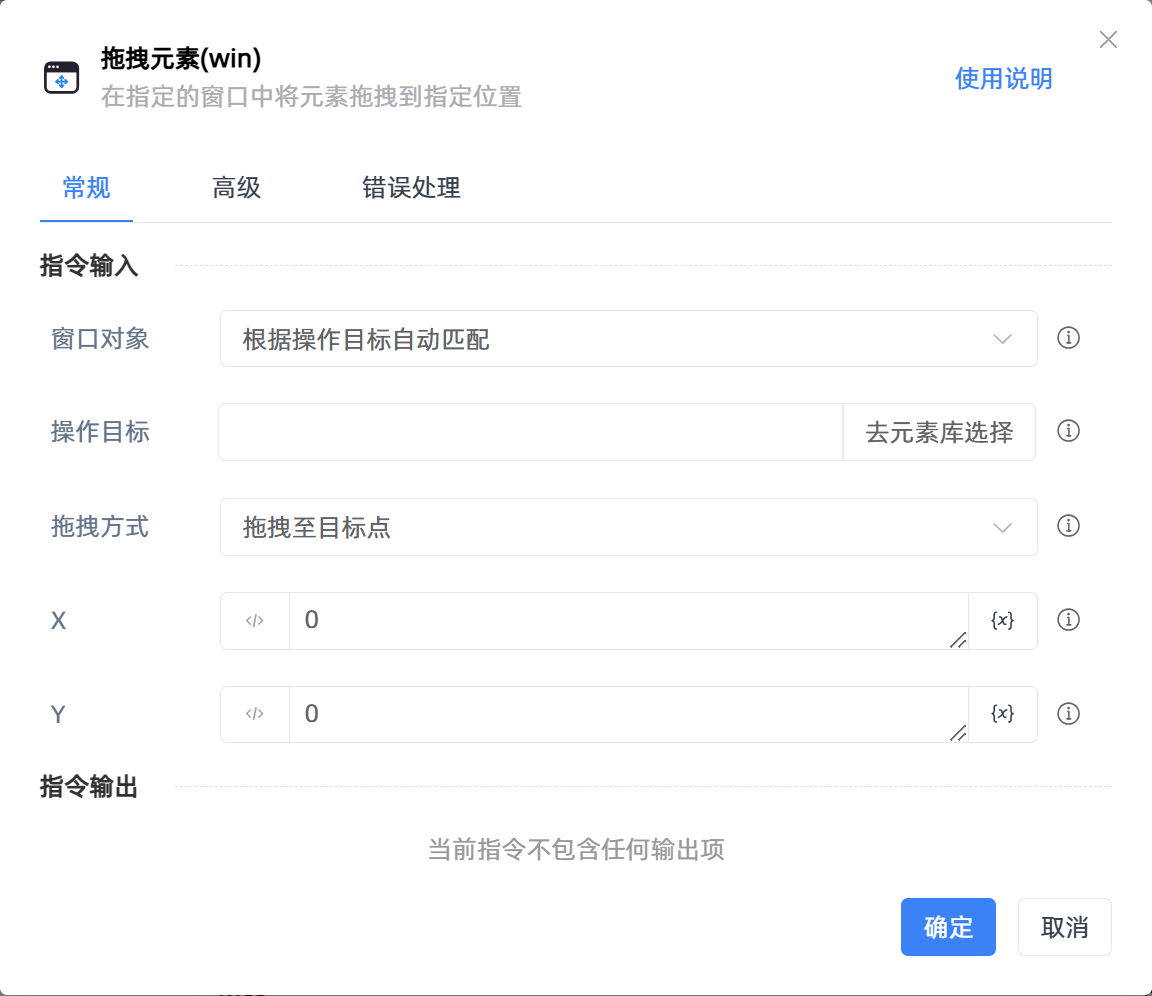 拖拽元素(win)
在指定的窗口中将元素拖拽到指定位置
使用说明
常规 高级 错误处理
指令输入
窗口对象 根据操作目标自动匹配
操作目标 去元素库选择
拖拽方式 拖拽至目标点
X </> 0 {x}
Y </> 0 {x}
指令输出
当前指令不包含任何输出项
确定 取消